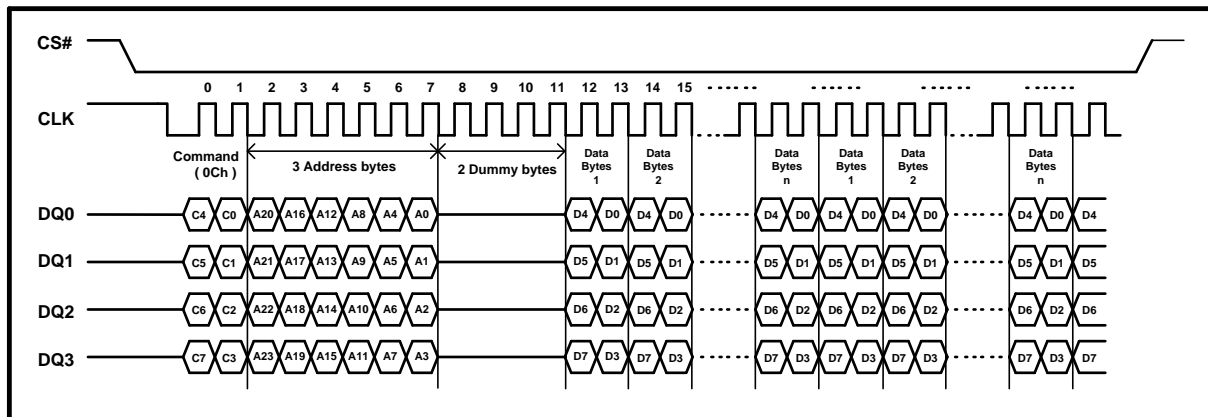 CS#
0 1 2 3 4 5 6 7 8 9 10 11 12 13 14 15
CLK
Command
( 0Ch )
3 Address bytes
2 Dummy bytes
Data
Bytes
1
Data
Bytes
2
Data
Bytes
n
Data
Bytes
1
Data
Bytes
2
Data
Bytes
n
DQ0 C4 C0 A20 A16 A12 A8 A4 A0 D4 D0 D4 D0 D4 D0 D4 D0 D4 D0 D4 D0 D4
DQ1 C5 C1 A21 A17 A13 A9 A5 A1 D5 D1 D5 D1 D5 D1 D5 D1 D5 D1 D5 D1 D5
DQ2 C6 C2 A22 A18 A14 A10 A6 A2 D6 D2 D6 D2 D6 D2 D6 D2 D6 D2 D6 D2 D6
DQ3 C7 C3 A23 A19 A15 A11 A7 A3 D7 D3 D7 D3 D7 D3 D7 D3 D7 D3 D7 D3 D7